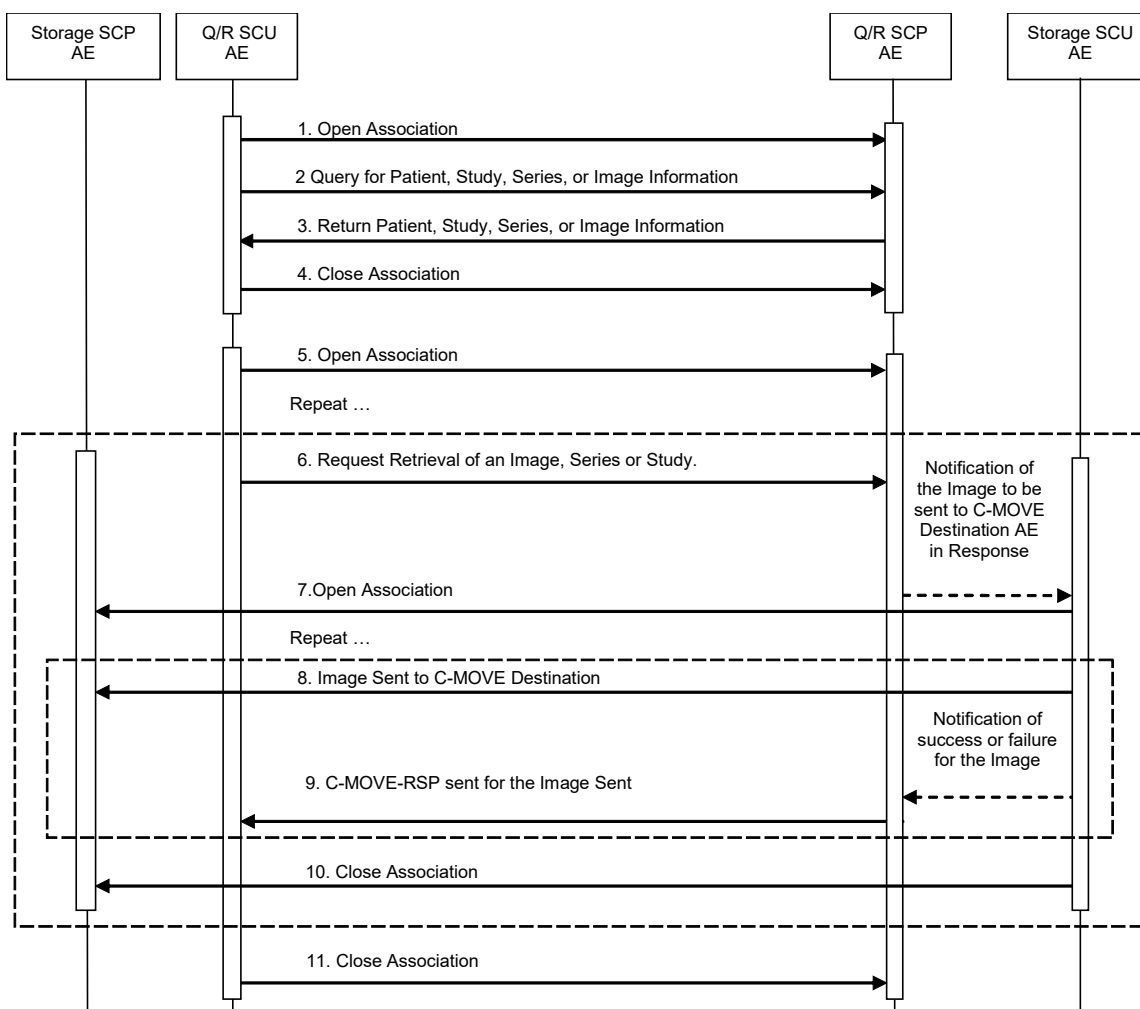 Storage SCP
AE
Q/R SCU
AE
Q/R SCP
AE
Storage SCU
AE
1. Open Association
2 Query for Patient, Study, Series, or Image Information
3. Return Patient, Study, Series, or Image Information
4. Close Association
5. Open Association
Repeat …
6. Request Retrieval of an Image, Series or Study.
Notification of
the Image to be
sent to C-MOVE
Destination AE
in Response
7.Open Association
Repeat …
8. Image Sent to C-MOVE Destination
Notification of
success or failure
for the Image
9. C-MOVE-RSP sent for the Image Sent
10. Close Association
11. Close Association